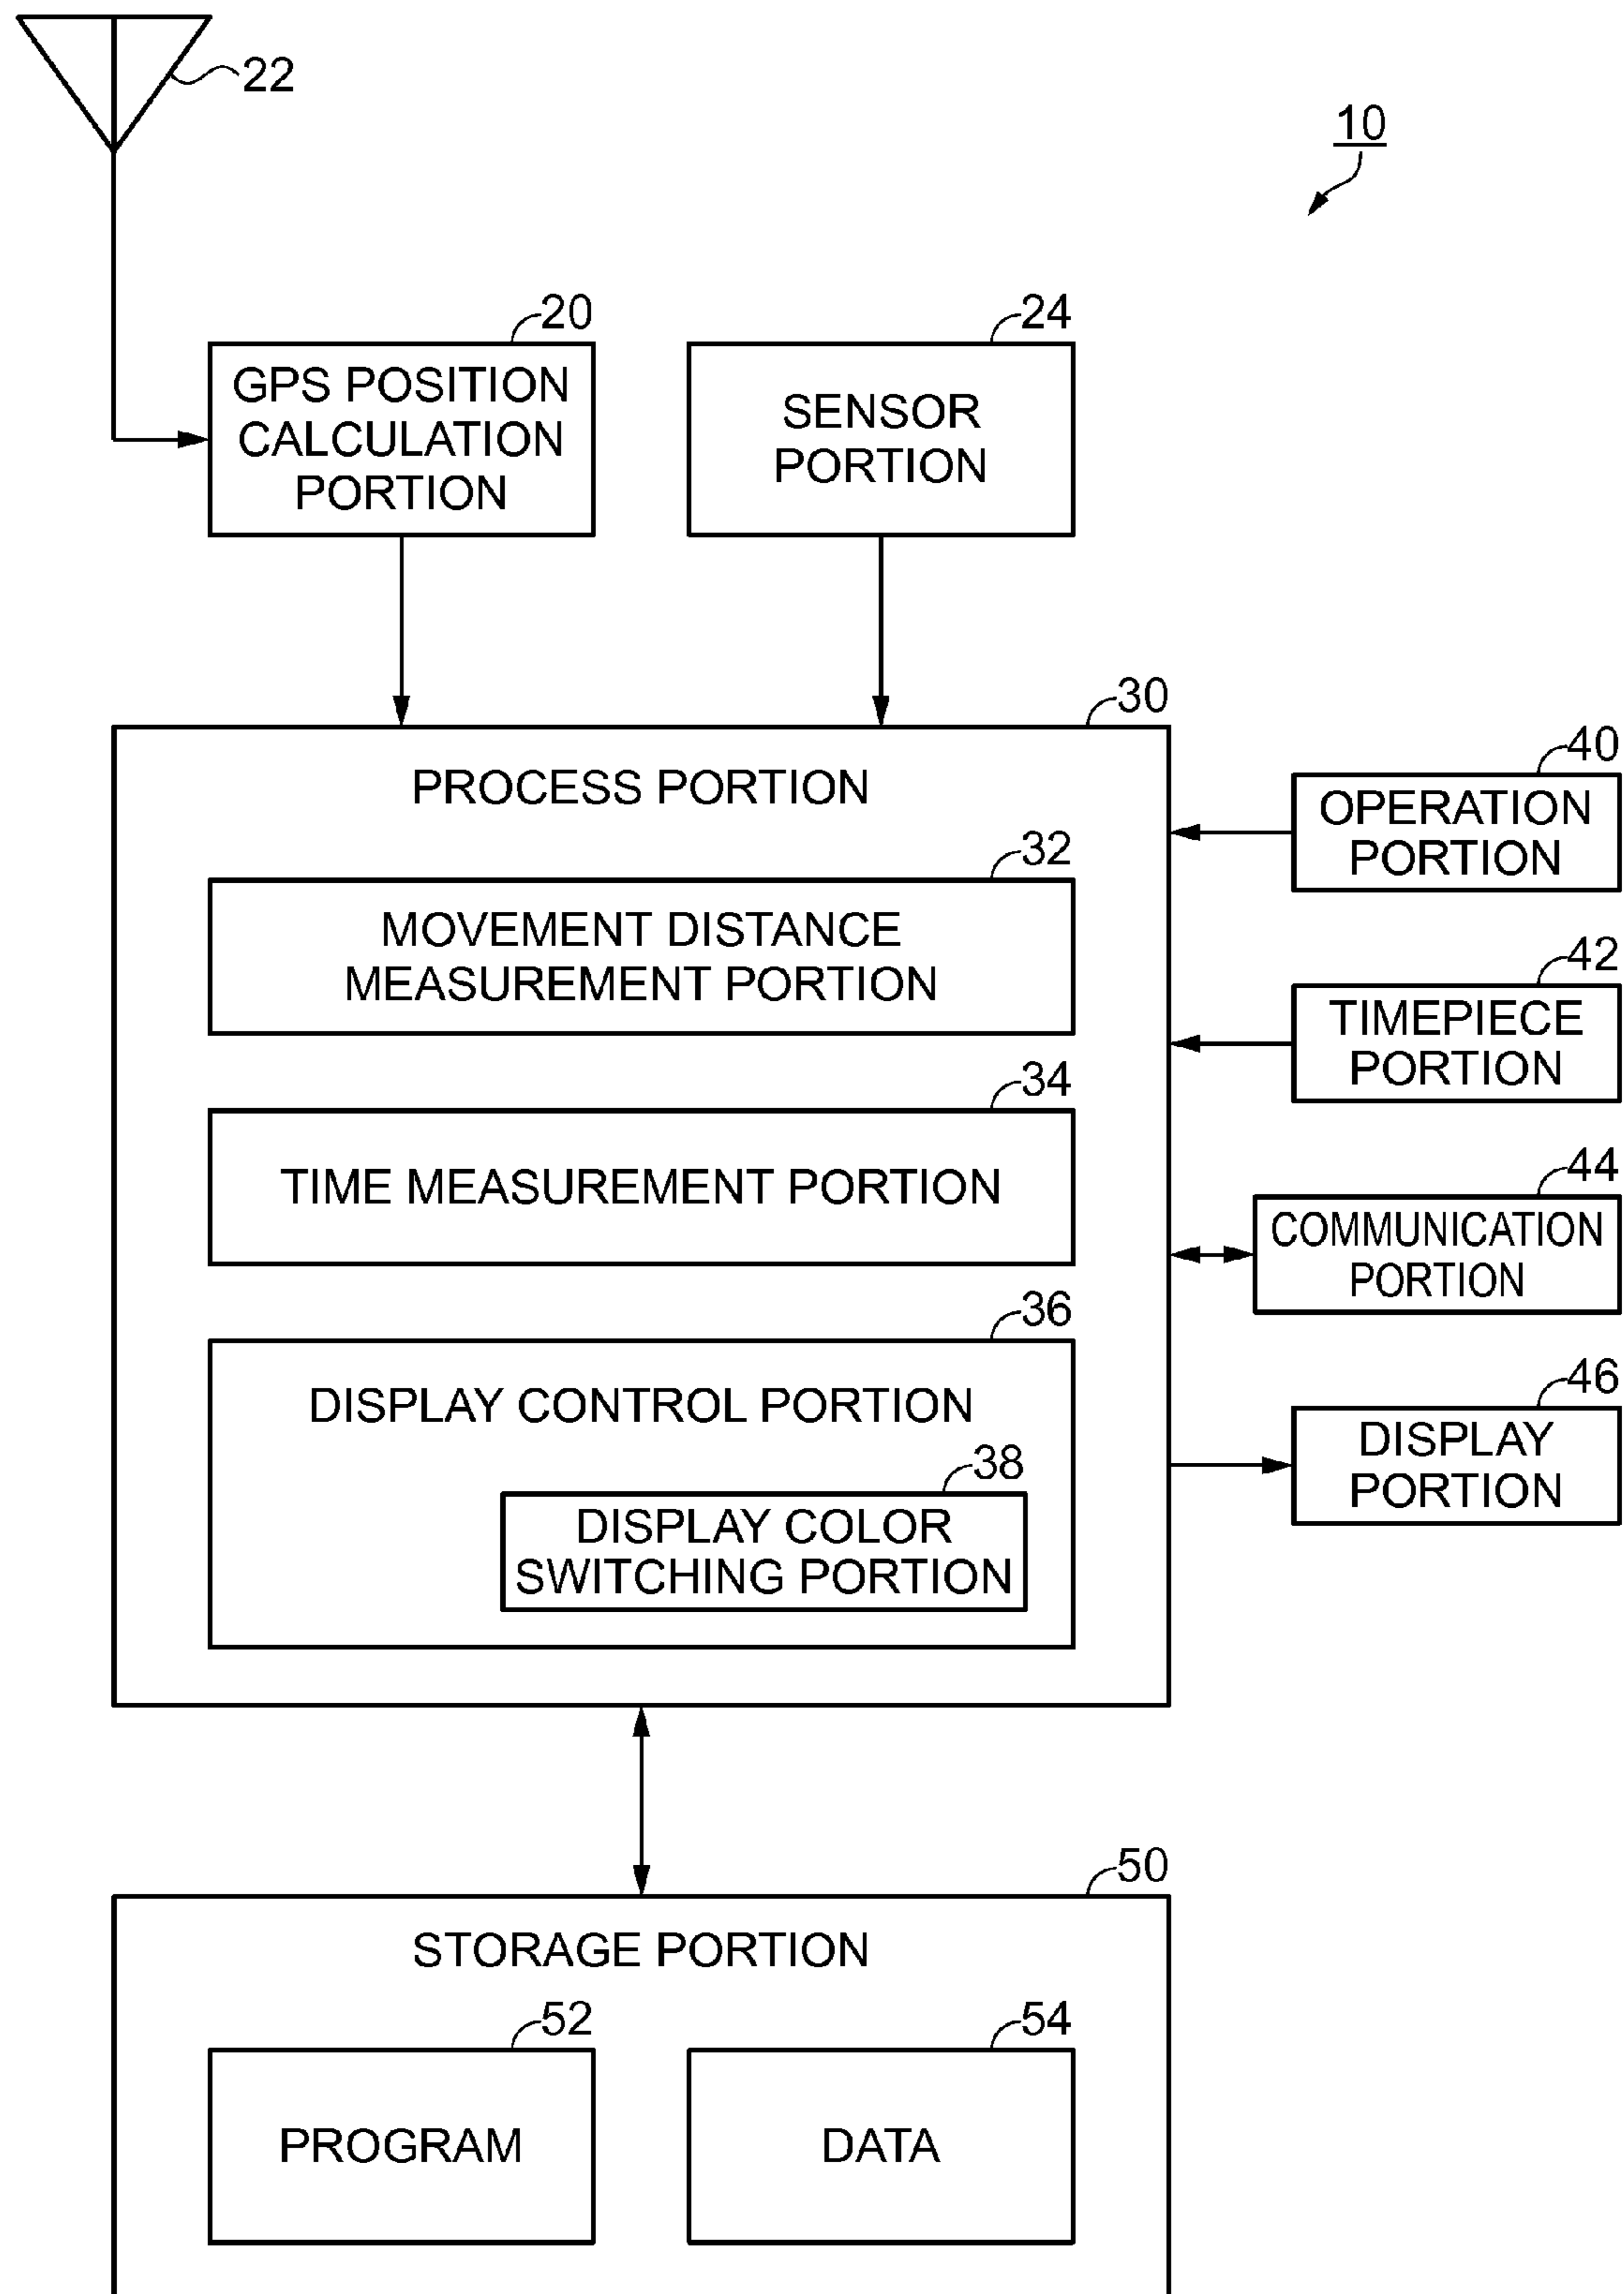 22
10
20
GPS POSITION
CALCULATION
PORTION
24
SENSOR
PORTION
30
PROCESS PORTION
32
MOVEMENT DISTANCE
MEASUREMENT PORTION
34
TIME MEASUREMENT PORTION
36
DISPLAY CONTROL PORTION
38
DISPLAY COLOR
SWITCHING PORTION
40
OPERATION
PORTION
42
TIMEPIECE
PORTION
44
COMMUNICATION
PORTION
46
DISPLAY
PORTION
50
STORAGE PORTION
52
PROGRAM
54
DATA